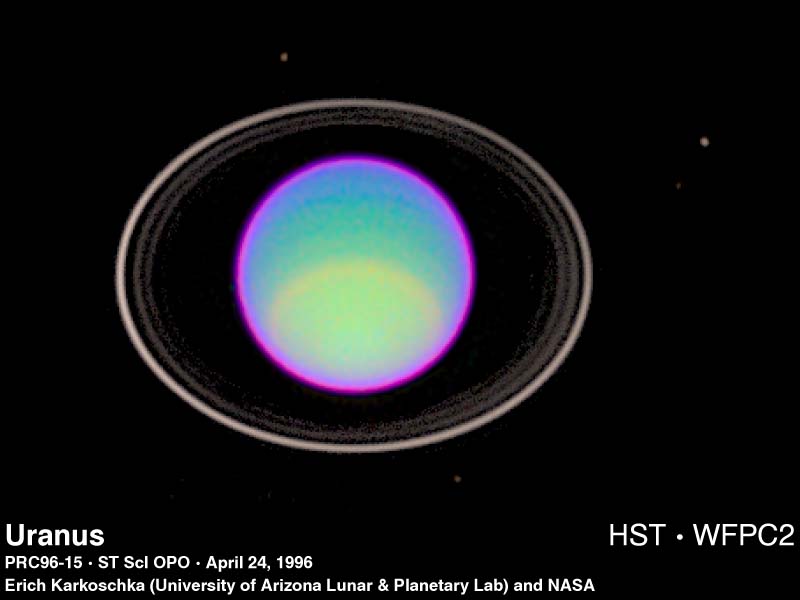 Uranus
HST • WFPC2
PRC96-15 • ST ScI OPO • April 24, 1996
Erich Karkoschka (University of Arizona Lunar & Planetary Lab) and NASA